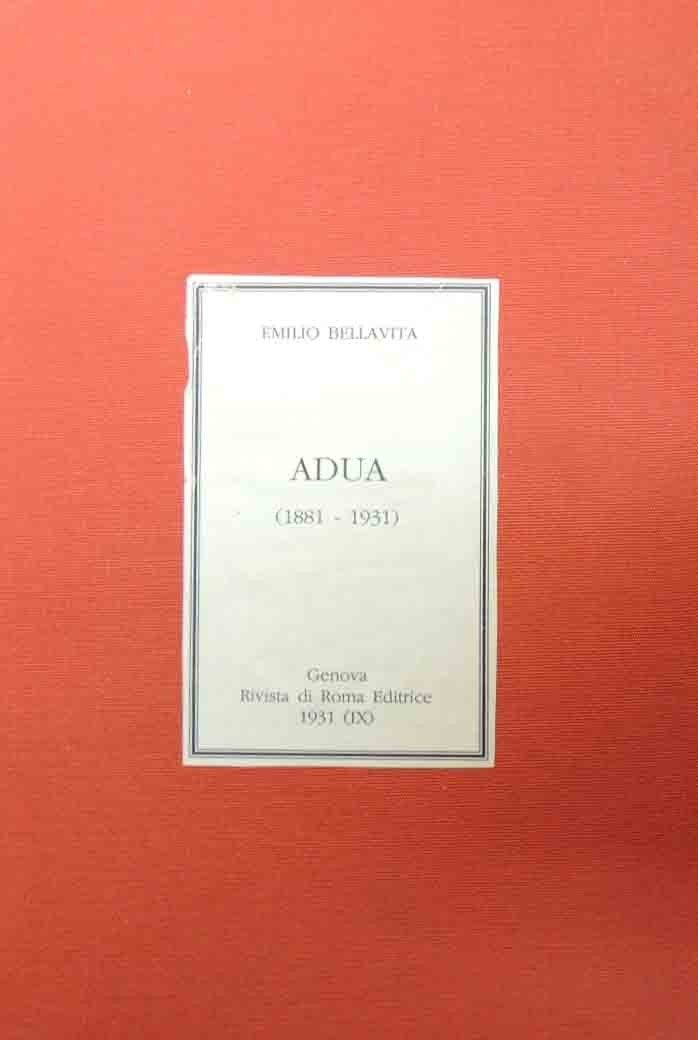 EMILIO BELLAVITA
ADUA
(1881 - 1931)
Genova
Rivista di Roma Editrice
1931 (IX)